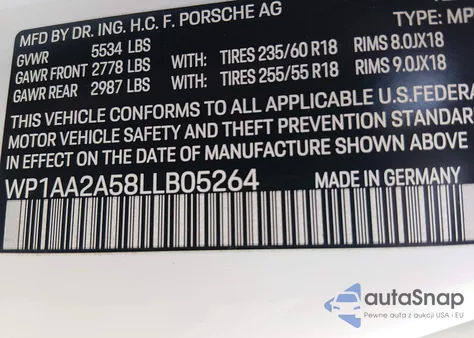 MFD BY DR. ING. H.C. F. PORSCHE AG
GVWR 5534 LBS TYPE: MP
GAWR FRONT 2778 LBS WITH: TIRES 235/60 R18 RIMS 8.0JX18
GAWR REAR 2987 LBS WITH: TIRES 255/55 R18 RIMS 9.0JX18
THIS VEHICLE CONFORMS TO ALL APPLICABLE U.S.FEDERA
MOTOR VEHICLE SAFETY AND THEFT PREVENTION STANDAR
IN EFFECT ON THE DATE OF MANUFACTURE SHOWN ABOVE
WP1AA2A58LLB05264 MADE IN GERMANY
autoSnap
Pewne auta z aukcji USA i EU